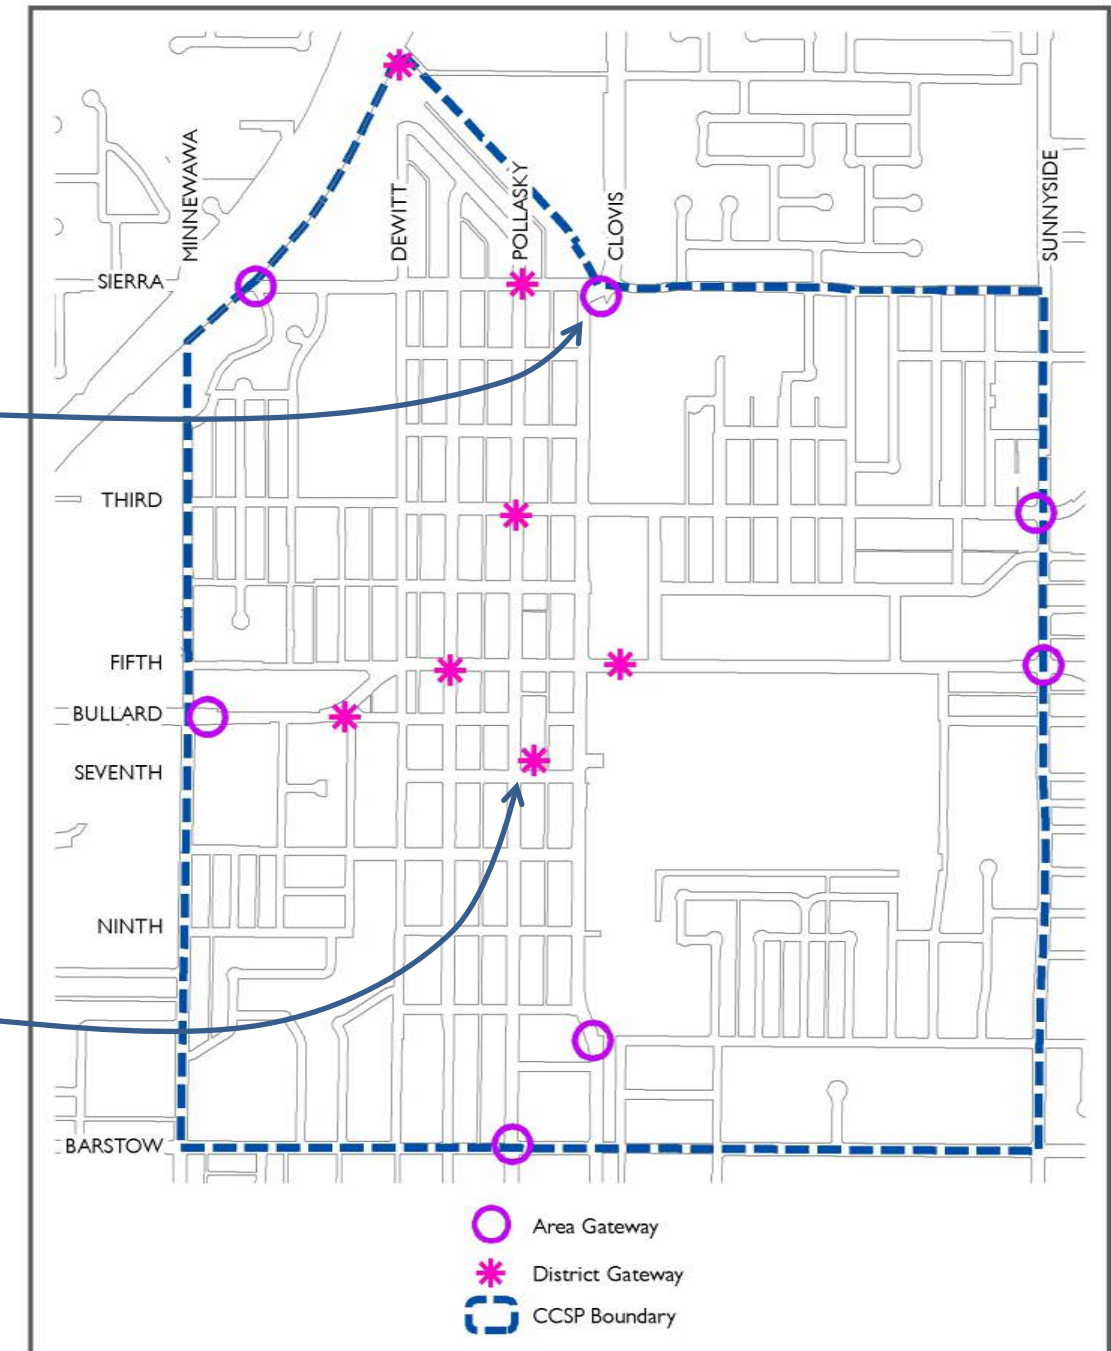 MINNEWAWA
DEWITT
POLLASKY
CLOVIS
SUNNYSIDE
SIERRA
THIRD
FIFTH
BULLARD
SEVENTH
NINTH
BARSTOW
Area Gateway
District Gateway
CCSP Boundary